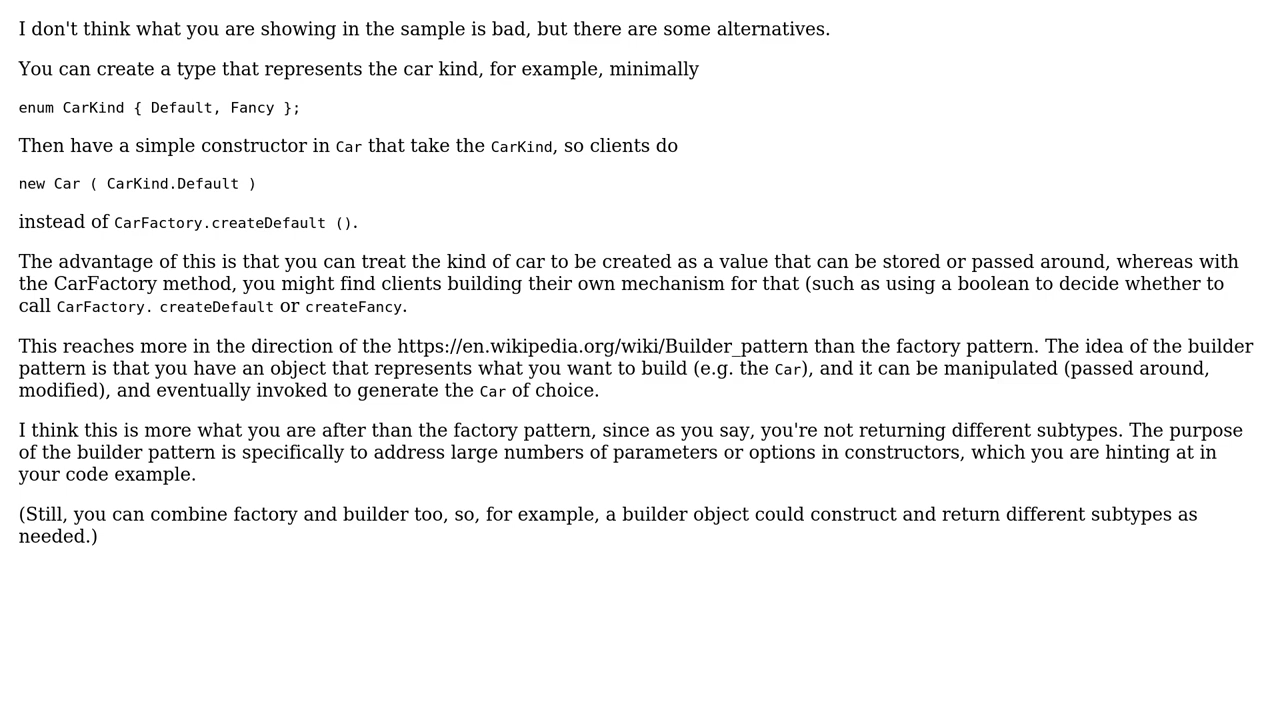 I don't think what you are showing in the sample is bad, but there are some alternatives.
You can create a type that represents the car kind, for example, minimally
enum CarKind { Default, Fancy };
Then have a simple constructor in Car that take the CarKind, so clients do
new Car ( CarKind.Default )
instead of CarFactory.createDefault ().
The advantage of this is that you can treat the kind of car to be created as a value that can be stored or passed around, whereas with
the CarFactory method, you might find clients building their own mechanism for that (such as using a boolean to decide whether to
call CarFactory. createDefault or createFancy.
This reaches more in the direction of the https://en.wikipedia.org/wiki/Builder_pattern than the factory pattern. The idea of the builder
pattern is that you have an object that represents what you want to build (e.g. the Car), and it can be manipulated (passed around,
modified), and eventually invoked to generate the Car of choice.
I think this is more what you are after than the factory pattern, since as you say, you're not returning different subtypes. The purpose
of the builder pattern is specifically to address large numbers of parameters or options in constructors, which you are hinting at in
your code example.
(Still, you can combine factory and builder too, so, for example, a builder object could construct and return different subtypes as
needed.)